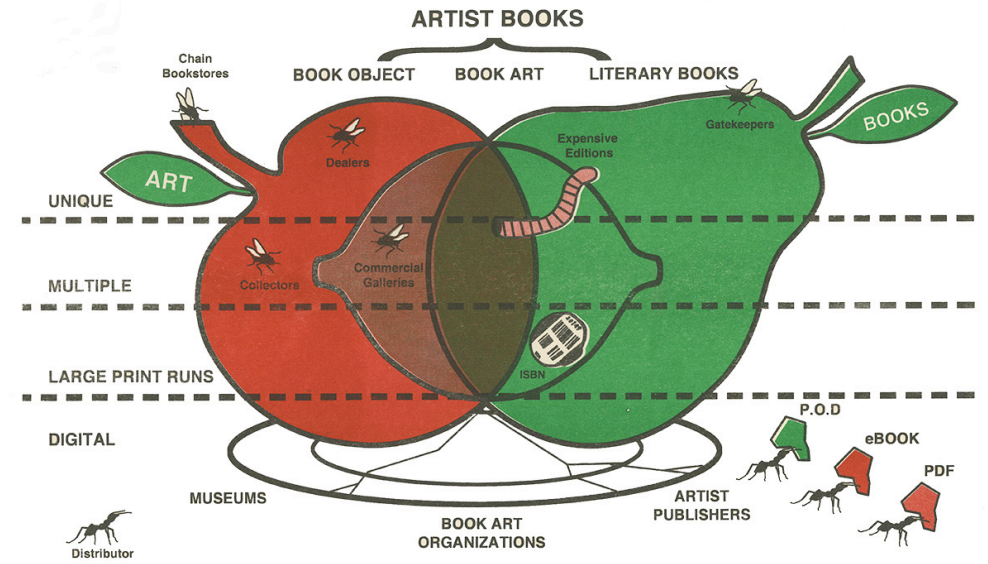 ARTIST BOOKS
Chain
Bookstores
BOOK OBJECT
BOOK ART
LITERARY BOOKS
Gatekeepers
BOOKS
Expensive
Editions
Dealers
ART
UNIQUE
Collectors
Commercial
Galleries
MULTIPLE
ISBN
LARGE PRINT RUNS
DIGITAL
P.O.D
eBOOK
PDF
MUSEUMS
ARTIST
PUBLISHERS
BOOK ART
ORGANIZATIONS
Distributor